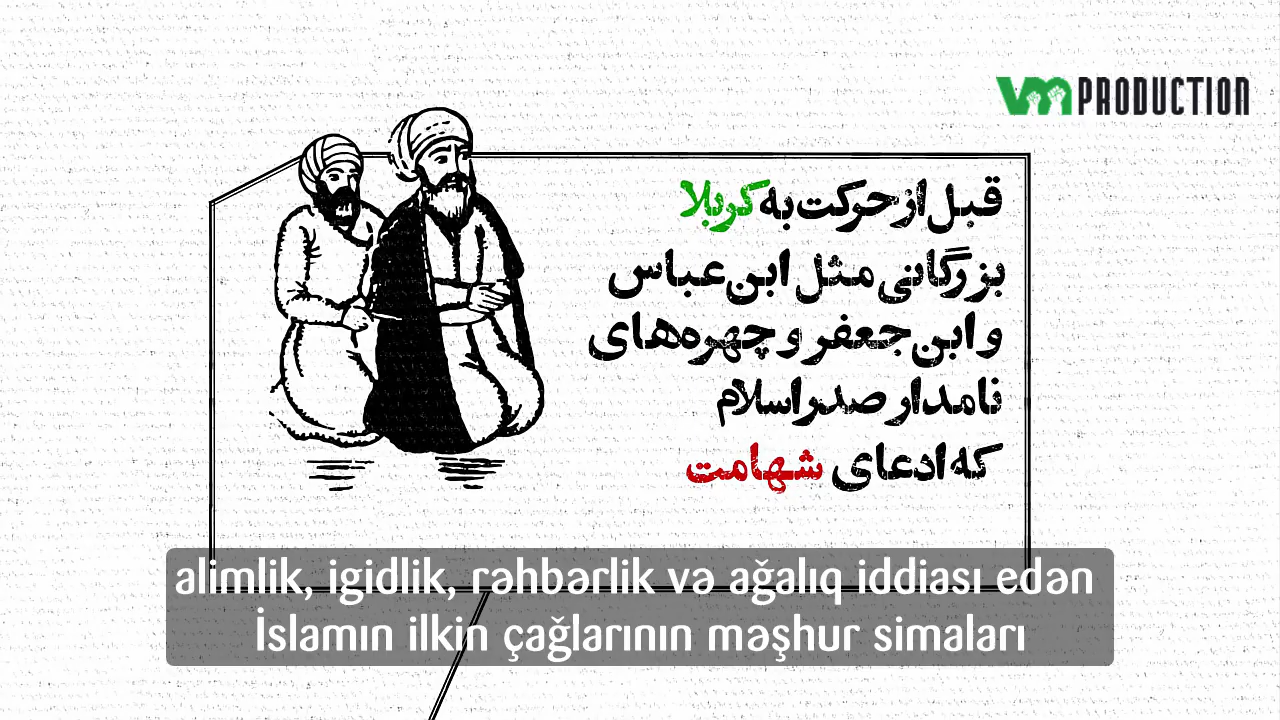 VM PRODUCTION
قبل از حرکت به کربلا
بزرگانی مثل ابن عباس
و ابن جعفر و چهره‌های
نامدار صدر اسلام
که ادعای شهامت
alimlik, igidlik, rəhbərlik və ağalıq iddiası edən
İslamın ilkin çağlarının məşhur simaları